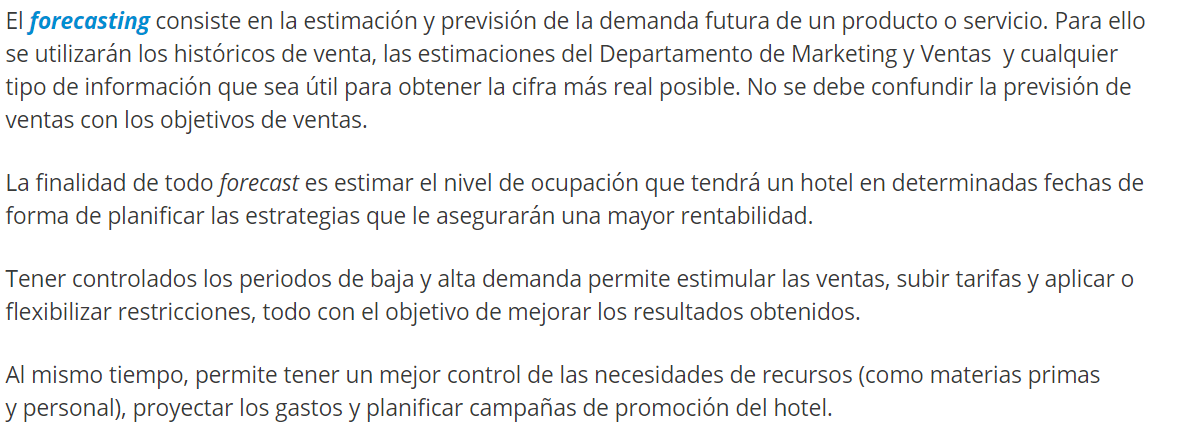 El forecasting consiste en la estimación y previsión de la demanda futura de un producto o servicio. Para ello
se utilizarán los históricos de venta, las estimaciones del Departamento de Marketing y Ventas  y cualquier
tipo de información que sea útil para obtener la cifra más real posible. No se debe confundir la previsión de
ventas con los objetivos de ventas.
La finalidad de todo forecast es estimar el nivel de ocupación que tendrá un hotel en determinadas fechas de
forma de planificar las estrategias que le asegurarán una mayor rentabilidad.
Tener controlados los periodos de baja y alta demanda permite estimular las ventas, subir tarifas y aplicar o
flexibilizar restricciones, todo con el objetivo de mejorar los resultados obtenidos.
Al mismo tiempo, permite tener un mejor control de las necesidades de recursos (como materias primas
y personal), proyectar los gastos y planificar campañas de promoción del hotel.